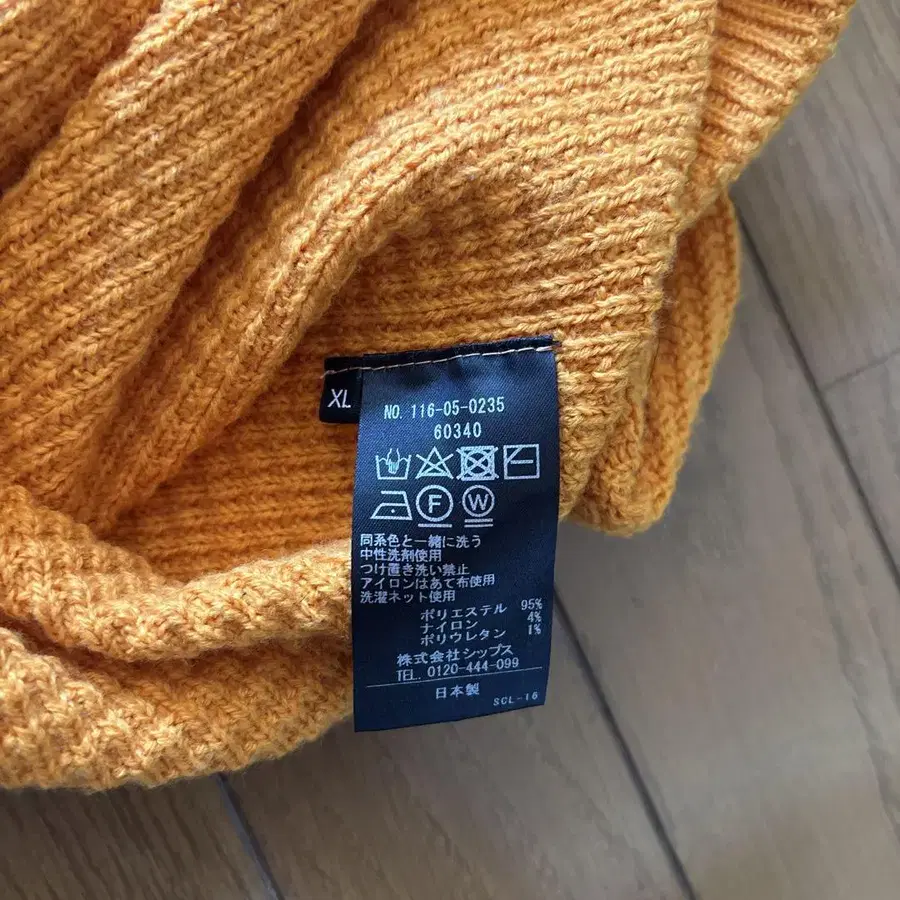 XL
NO. 116-05-0235
60340
F W
同系色と一緒に洗う
中性洗剤使用
つけ置き洗い禁止
アイロンはあて布使用
洗濯ネット使用
ポリエステル 95%
ナイロン 4%
ポリウレタン 1%
株式会社シップス
TEL. 0120-444-099
日本製
SCL-16